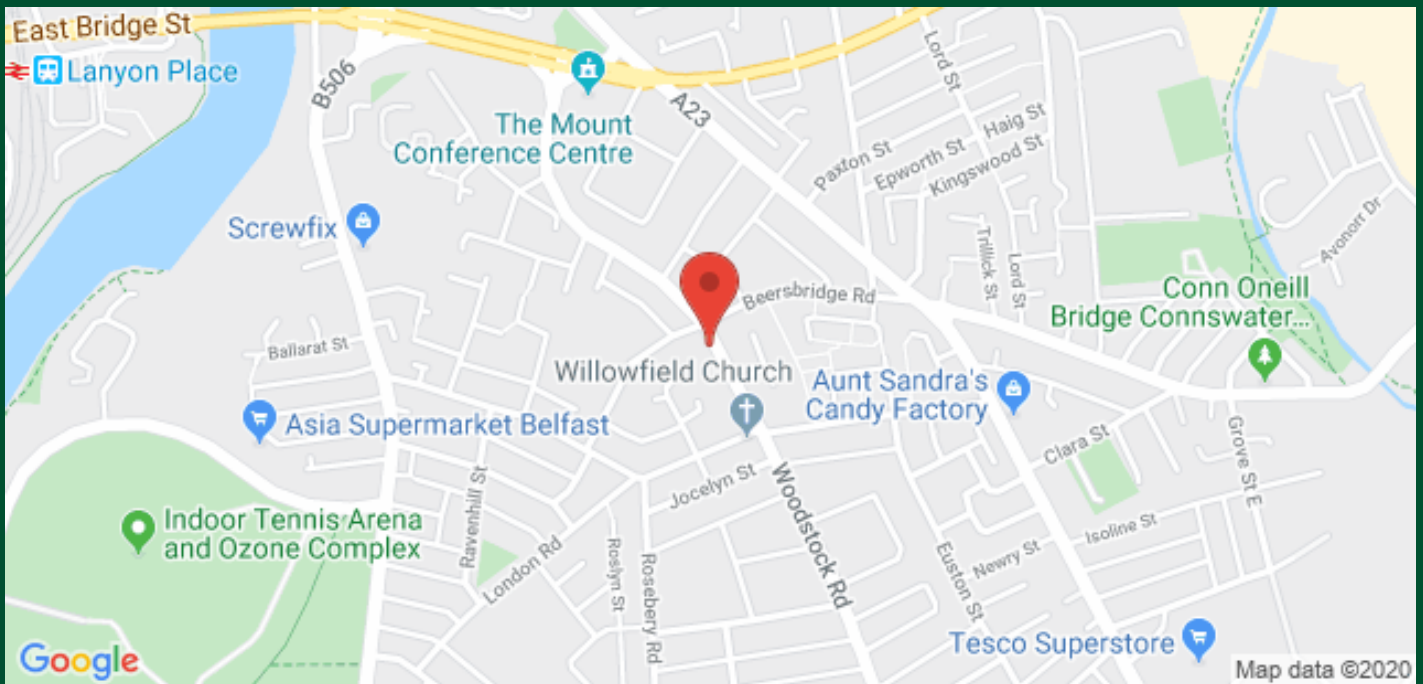 East Bridge St
Lanyon Place
B506
The Mount
Conference Centre
A23
Lord St
Haig St
Paxton St
Epworth St
Kingswood St
Screwfix
Trillick St
Lord St
Avonorr Dr
Beersbridge Rd
Conn Oneill
Bridge Connswater...
Ballarat St
Willowfield Church
Aunt Sandra's
Candy Factory
Asia Supermarket Belfast
Clara St
Grove St E
Jocelyn St
Woodstock Rd
Indoor Tennis Arena
and Ozone Complex
Ravenhill St
London Rd
Roslyn St
Rosebery Rd
Isoline St
Newry St
Euston St
Tesco Superstore
Google
Map data ©2020